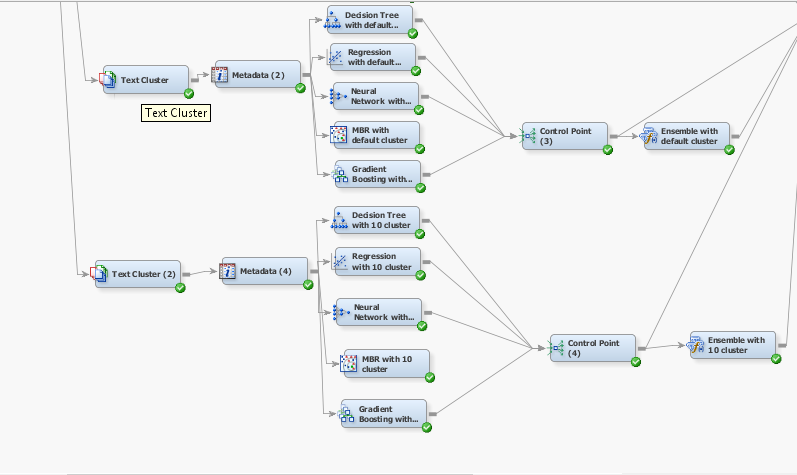 Decision Tree
with default...
Regression
with default...
Text Cluster
Metadata (2)
Text Cluster
Neural
Network with...
MBR with
default cluster
Gradient
Boosting with...
Control Point
(3)
Ensemble with
default cluster
Decision Tree
with 10 cluster
Regression
with 10 cluster
Text Cluster (2)
Metadata (4)
Neural
Network with...
MBR with 10
cluster
Gradient
Boosting with...
Control Point
(4)
Ensemble with
10 cluster